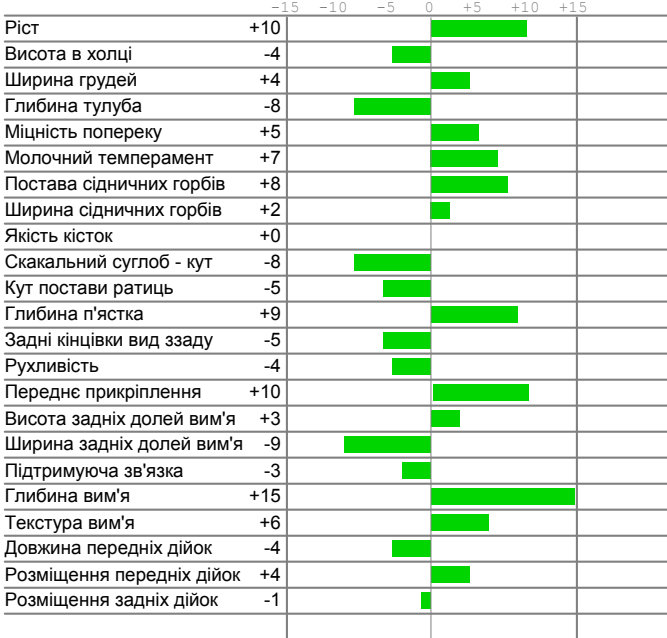 -15 -10 -5 0 +5 +10 +15
Ріст +10
Висота в холці -4
Ширина грудей +4
Глибина тулуба -8
Міцність попереку +5
Молочний темперамент +7
Постава сідничних горбів +8
Ширина сідничних горбів +2
Якість кісток +0
Скакальний суглоб - кут -8
Кут постави ратиць -5
Глибина п'ястка +9
Задні кінцівки вид ззаду -5
Рухливість -4
Переднє прикріплення +10
Висота задніх долей вим'я +3
Ширина задніх долей вим'я -9
Підтримуюча зв'язка -3
Глибина вим'я +15
Текстура вим'я +6
Довжина передніх дійок -4
Розміщення передніх дійок +4
Розміщення задніх дійок -1